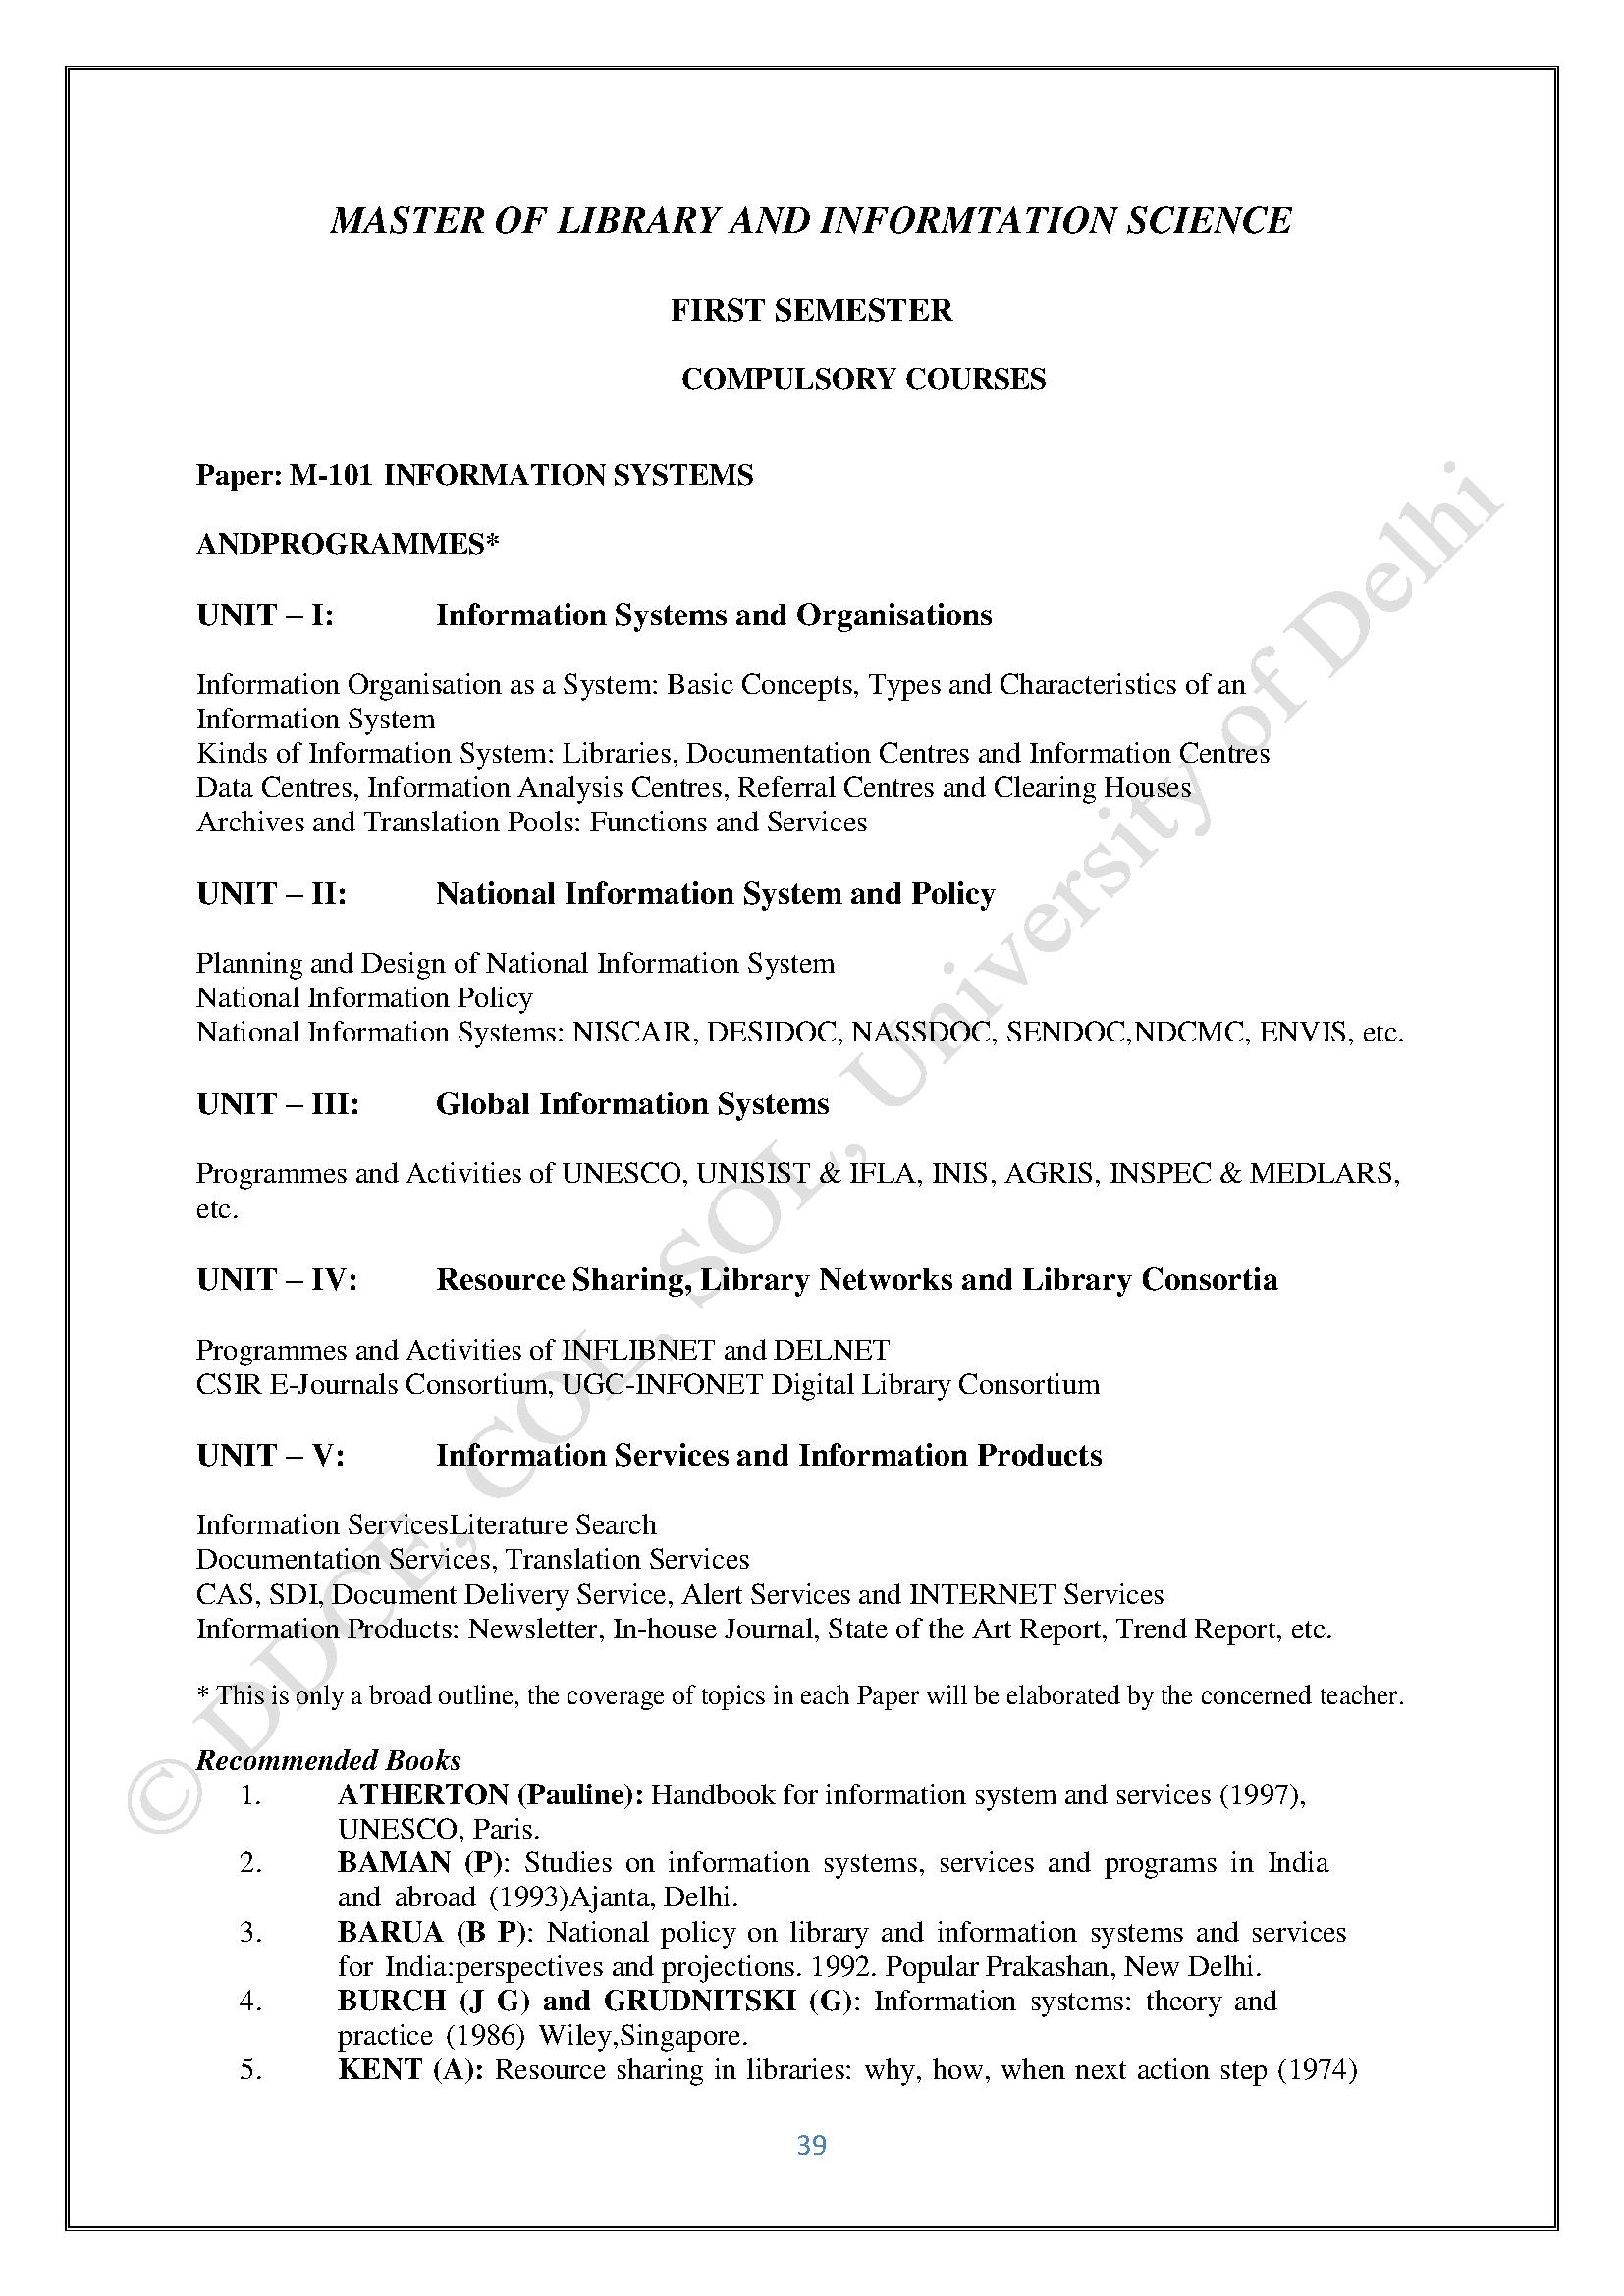 MASTER OF LIBRARY AND INFORMTATION SCIENCE
FIRST SEMESTER
COMPULSORY COURSES
Paper: M-101 INFORMATION SYSTEMS
ANDPROGRAMMES*
UNIT – I: Information Systems and Organisations
Information Organisation as a System: Basic Concepts, Types and Characteristics of an
Information System
Kinds of Information System: Libraries, Documentation Centres and Information Centres
Data Centres, Information Analysis Centres, Referral Centres and Clearing Houses
Archives and Translation Pools: Functions and Services
UNIT – II: National Information System and Policy
Planning and Design of National Information System
National Information Policy
National Information Systems: NISCAIR, DESIDOC, NASSDOC, SENDOC,NDCMC, ENVIS, etc.
UNIT – III: Global Information Systems
Programmes and Activities of UNESCO, UNISIST & IFLA, INIS, AGRIS, INSPEC & MEDLARS,
etc.
UNIT – IV: Resource Sharing, Library Networks and Library Consortia
Programmes and Activities of INFLIBNET and DELNET
CSIR E-Journals Consortium, UGC-INFONET Digital Library Consortium
UNIT – V: Information Services and Information Products
Information ServicesLiterature Search
Documentation Services, Translation Services
CAS, SDI, Document Delivery Service, Alert Services and INTERNET Services
Information Products: Newsletter, In-house Journal, State of the Art Report, Trend Report, etc.
* This is only a broad outline, the coverage of topics in each Paper will be elaborated by the concerned teacher.
Recommended Books
1. ATHERTON (Pauline): Handbook for information system and services (1997),
UNESCO, Paris.
2. BAMAN (P): Studies on information systems, services and programs in India
and abroad (1993)Ajanta, Delhi.
3. BARUA (B P): National policy on library and information systems and services
for India:perspectives and projections. 1992. Popular Prakashan, New Delhi.
4. BURCH (J G) and GRUDNITSKI (G): Information systems: theory and
practice (1986) Wiley,Singapore.
5. KENT (A): Resource sharing in libraries: why, how, when next action step (1974)
39
© DDCE, COL, SOL, University of Delhi